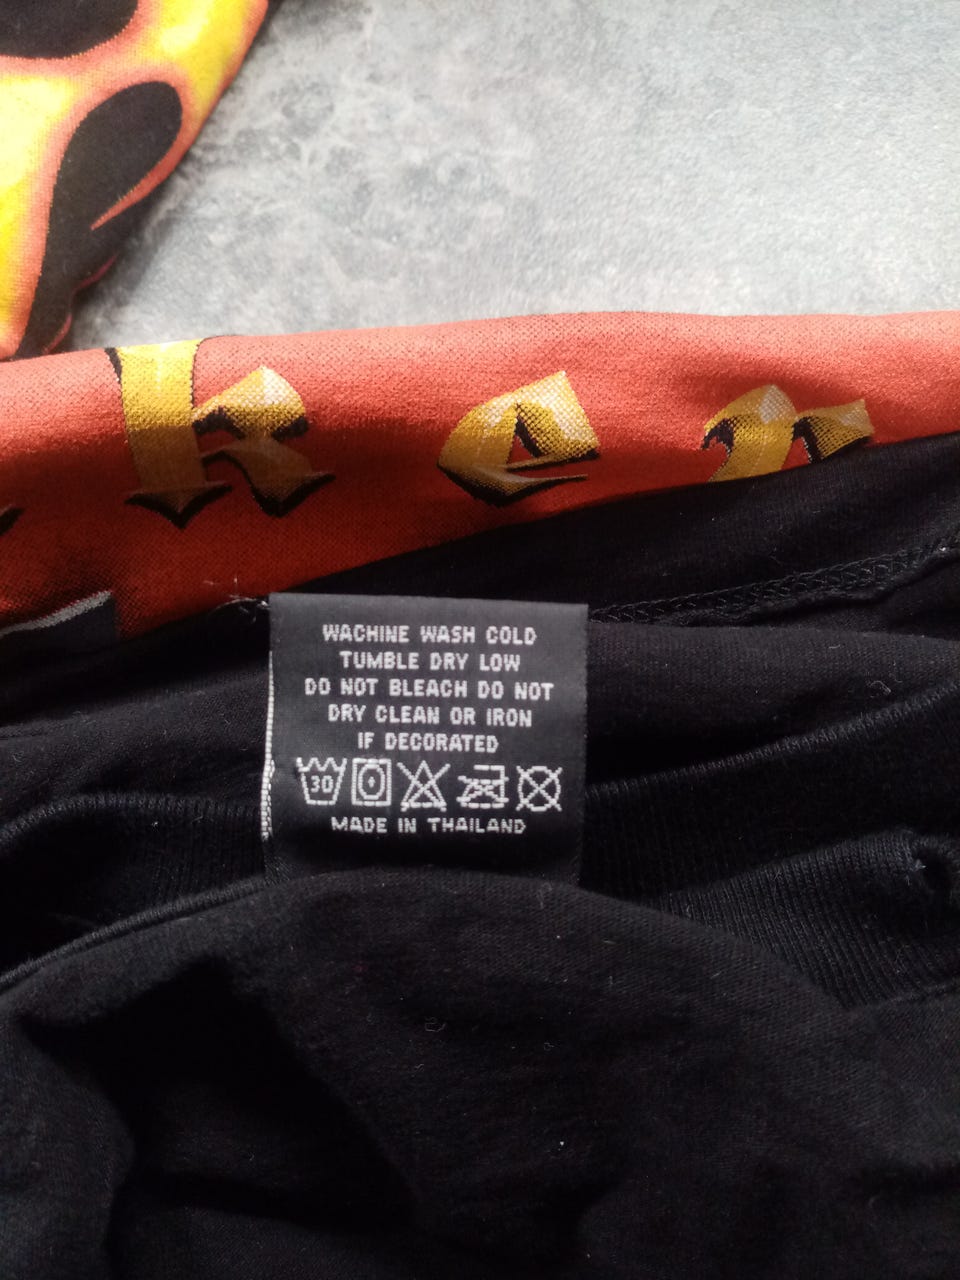 ker
WACHINE WASH COLD
TUMBLE DRY LOW
DO NOT BLEACH DO NOT
DRY CLEAN OR IRON
IF DECORATED
30
MADE IN THAILAND